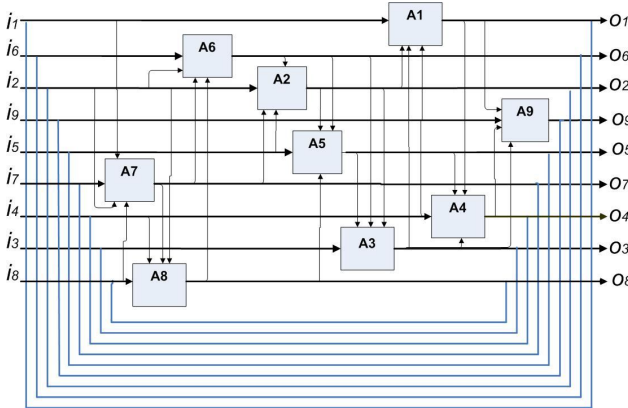 i1 A1 o1
i6 A6 o6
i2 A2 o2
i9 A9 o9
i5 A5 o5
i7 A7 o7
i4 A4 o4
i3 A3 o3
i8 A8 o8